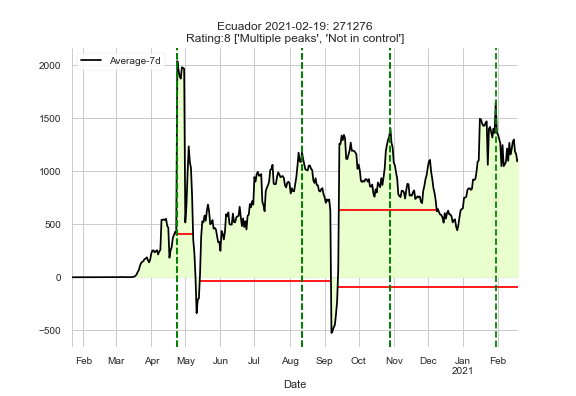 Ecuador 2021-02-19: 271276
Rating:8 ['Multiple peaks', 'Not in control']
Average-7d
2000
1500
1000
500
0
−500
Feb Mar Apr May Jun Jul Aug Sep Oct Nov Dec Jan Feb
2021
Date